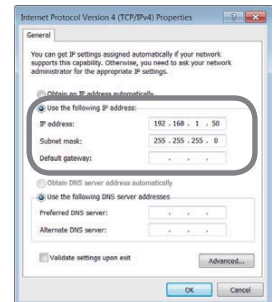 Internet Protocol Version 4 (TCP/IPv4) Properties
General
You can get IP settings assigned automatically if your network
supports this capability. Otherwise, you need to ask your network
administrator for the appropriate IP settings.
Obtain an IP address automatically
Use the following IP address:
IP address: 192 . 168 . 1 . 50
Subnet mask: 255 . 255 . 255 . 0
Default gateway: . . .
Obtain DNS server address automatically
Use the following DNS server addresses
Preferred DNS server: . . .
Alternate DNS server: . . .
Validate settings upon exit
Advanced...
OK Cancel